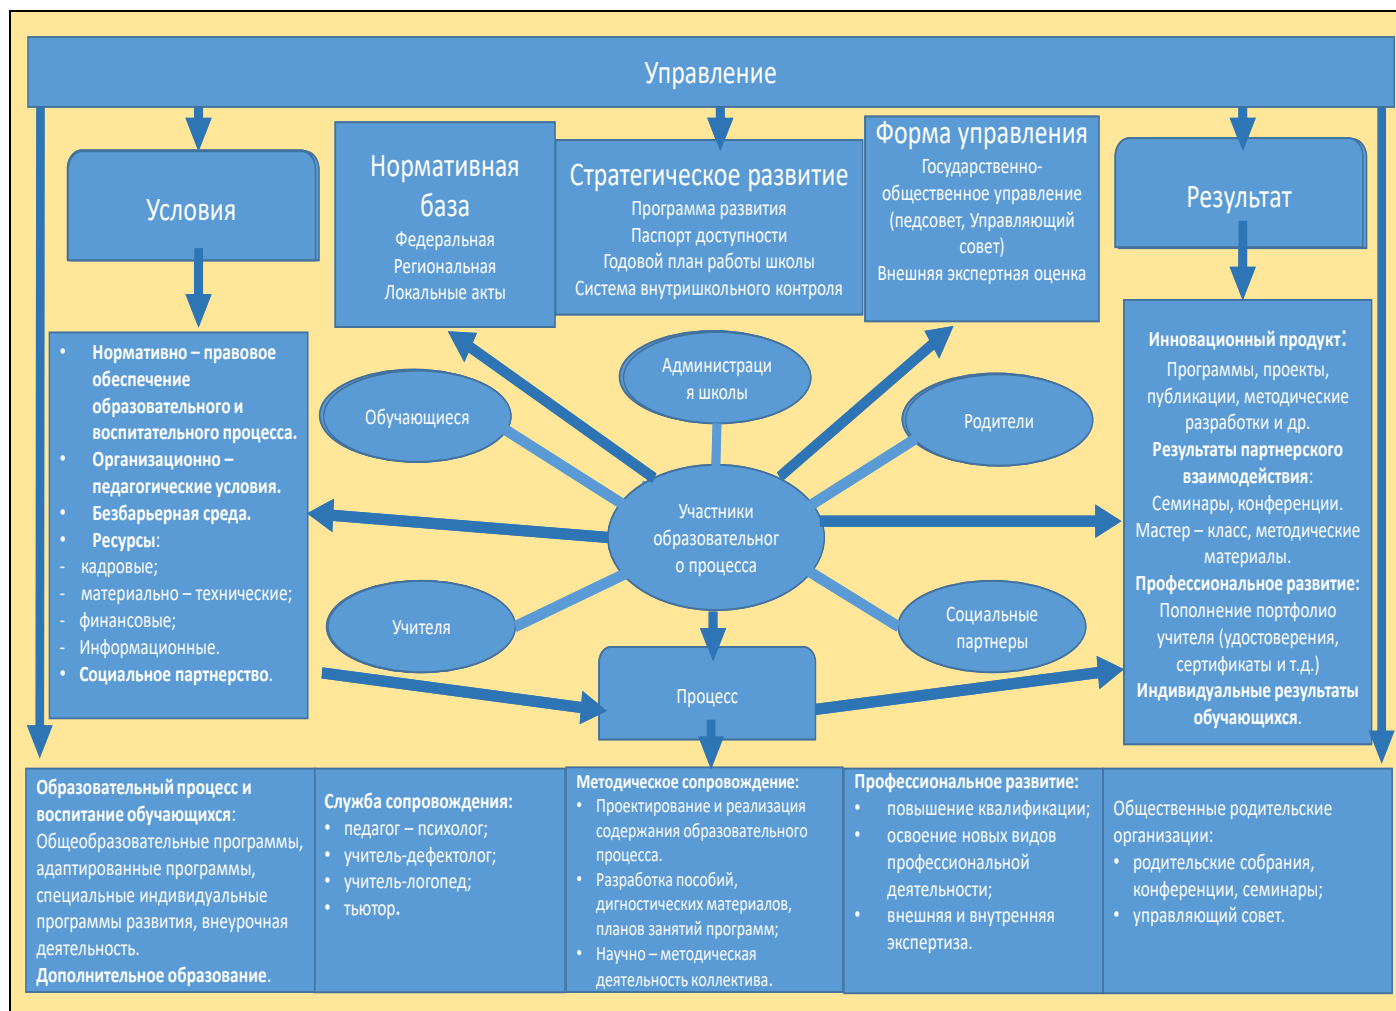 Управление
Условия
Нормативная
база
Федеральная
Региональная
Локальные акты
Стратегическое развитие
Программа развития
Паспорт доступности
Годовой план работы школы
Система внутришкольного контроля
Форма управления
Государственно-
общественное управление
(педсовет, Управляющий
совет)
Внешняя экспертная оценка
Результат
• Нормативно – правовое
обеспечение
образовательного и
воспитательного процесса.
• Организационно –
педагогические условия.
• Безбарьерная среда.
• Ресурсы:
- кадровые;
- материально – технические;
- финансовые;
- Информационные.
• Социальное партнерство.
Обучающиеся
Администраци
я школы
Родители
Участники
образовательног
о процесса
Учителя
Социальные
партнеры
Процесс
Инновационный продукт:
Программы, проекты,
публикации, методические
разработки и др.
Результаты партнерского
взаимодействия:
Семинары, конференции.
Мастер – класс, методические
материалы.
Профессиональное развитие:
Пополнение портфолио
учителя (удостоверения,
сертификаты и т.д.)
Индивидуальные результаты
обучающихся.
Образовательный процесс и
воспитание обучающихся:
Общеобразовательные программы,
адаптированные программы,
специальные индивидуальные
программы развития, внеурочная
деятельность.
Дополнительное образование.
Служба сопровождения:
• педагог – психолог;
• учитель-дефектолог;
• учитель-логопед;
• тьютор.
Методическое сопровождение:
• Проектирование и реализация
содержания образовательного
процесса.
• Разработка пособий,
дигностических материалов,
планов занятий программ;
• Научно – методическая
деятельность коллектива.
Профессиональное развитие:
• повышение квалификации;
• освоение новых видов
профессиональной
деятельности;
• внешняя и внутренняя
экспертиза.
Общественные родительские
организации:
• родительские собрания,
конференции, семинары;
• управляющий совет.